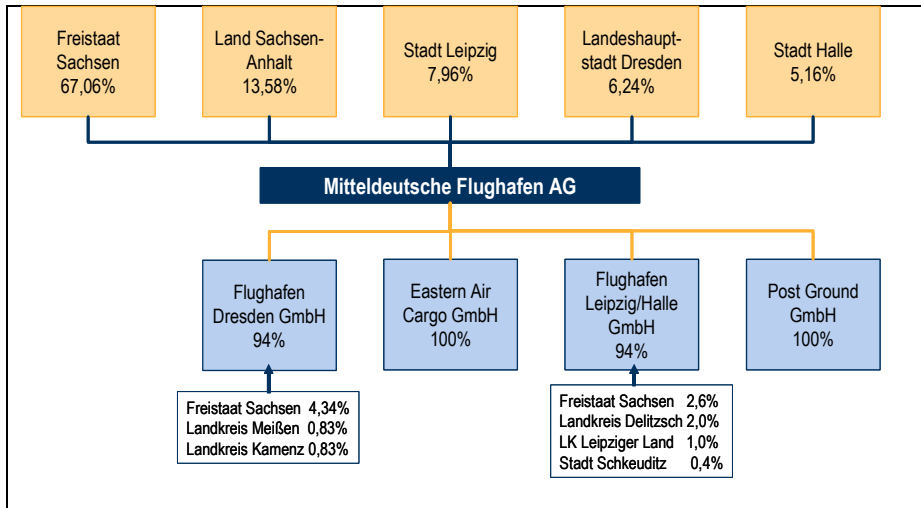 Freistaat
Sachsen
67,06%
Land Sachsen-
Anhalt
13,58%
Stadt Leipzig
7,96%
Landeshaupt-
stadt Dresden
6,24%
Stadt Halle
5,16%
Mitteldeutsche Flughafen AG
Flughafen
Dresden GmbH
94%
Eastern Air
Cargo GmbH
100%
Flughafen
Leipzig/Halle
GmbH
94%
Post Ground
GmbH
100%
Freistaat Sachsen 4,34%
Landkreis Meißen 0,83%
Landkreis Kamenz 0,83%
Freistaat Sachsen 2,6%
Landkreis Delitzsch 2,0%
LK Leipziger Land 1,0%
Stadt Schkeuditz 0,4%